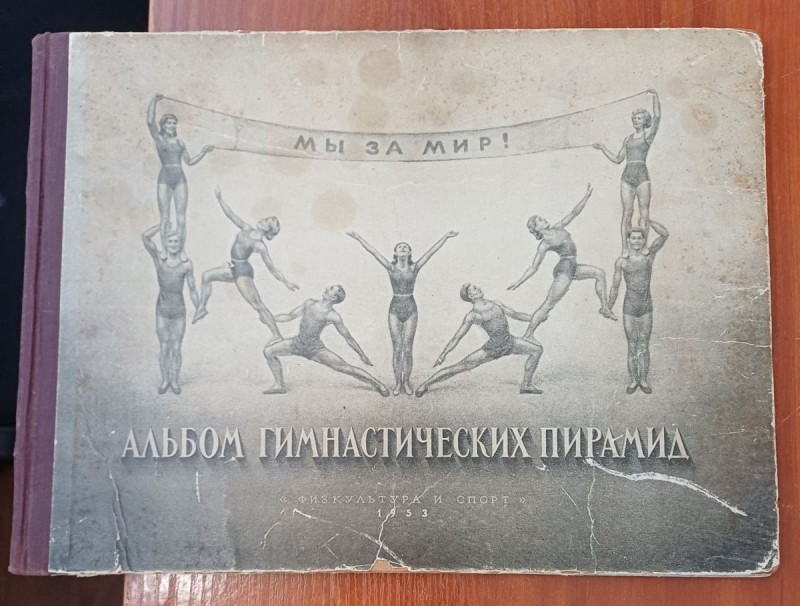 МЫ ЗА МИР!
АЛЬБОМ ГИМНАСТИЧЕСКИХ ПИРАМИД
« ФИЗКУЛЬТУРА И СПОРТ »
1953